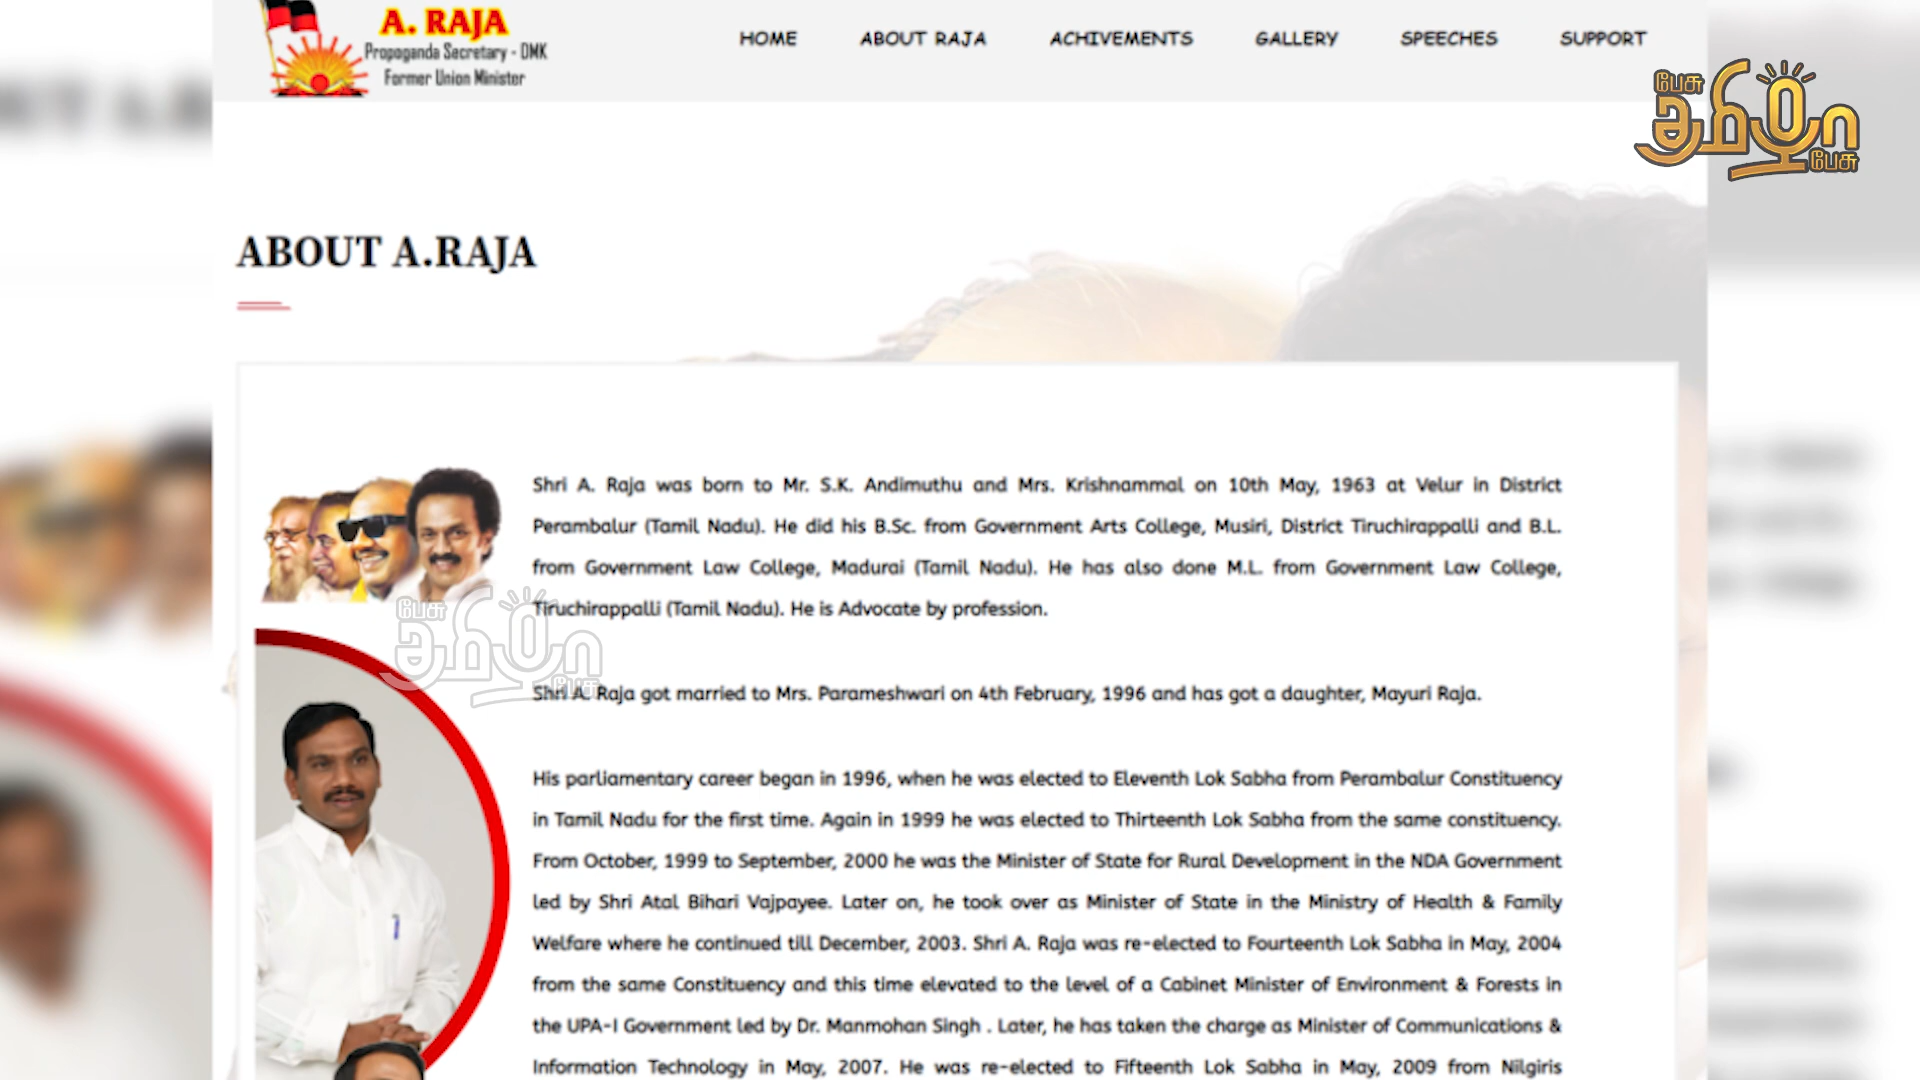 A. RAJA
Propoganda Secretary - DMK
Former Union Minister
HOME ABOUT RAJA ACHIVEMENTS GALLERY SPEECHES SUPPORT
பேசு
தமிழா
பேசு
ABOUT A.RAJA
Shri A. Raja was born to Mr. S.K. Andimuthu and Mrs. Krishnammal on 10th May, 1963 at Velur in District
Perambalur (Tamil Nadu). He did his B.Sc. from Government Arts College, Musiri, District Tiruchirappalli and B.L.
from Government Law College, Madurai (Tamil Nadu). He has also done M.L. from Government Law College,
Tiruchirappalli (Tamil Nadu). He is Advocate by profession.
பேசு
தமிழா
பேசு
Shri A. Raja got married to Mrs. Parameshwari on 4th February, 1996 and has got a daughter, Mayuri Raja.
His parliamentary career began in 1996, when he was elected to Eleventh Lok Sabha from Perambalur Constituency
in Tamil Nadu for the first time. Again in 1999 he was elected to Thirteenth Lok Sabha from the same constituency.
From October, 1999 to September, 2000 he was the Minister of State for Rural Development in the NDA Government
led by Shri Atal Bihari Vajpayee. Later on, he took over as Minister of State in the Ministry of Health & Family
Welfare where he continued till December, 2003. Shri A. Raja was re-elected to Fourteenth Lok Sabha in May, 2004
from the same Constituency and this time elevated to the level of a Cabinet Minister of Environment & Forests in
the UPA-I Government led by Dr. Manmohan Singh . Later, he has taken the charge as Minister of Communications &
Information Technology in May, 2007. He was re-elected to Fifteenth Lok Sabha in May, 2009 from Nilgiris